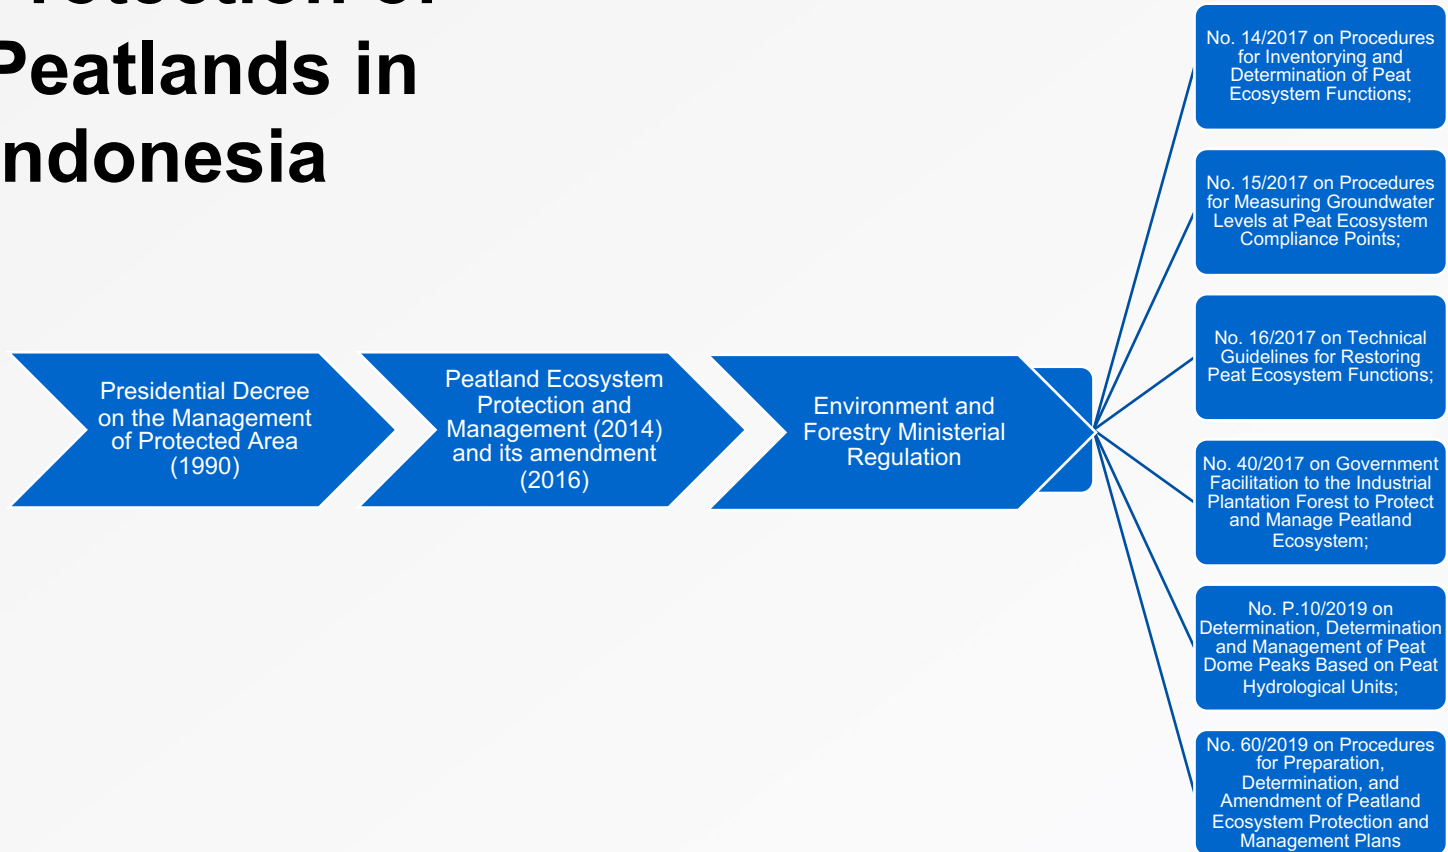 rotection of
Peatlands in
ndonesia
Presidential Decree
on the Management
of Protected Area
(1990)
Peatland Ecosystem
Protection and
Management (2014)
and its amendment
(2016)
Environment and
Forestry Ministerial
Regulation
No. 14/2017 on Procedures
for Inventorying and
Determination of Peat
Ecosystem Functions;
No. 15/2017 on Procedures
for Measuring Groundwater
Levels at Peat Ecosystem
Compliance Points;
No. 16/2017 on Technical
Guidelines for Restoring
Peat Ecosystem Functions;
No. 40/2017 on Government
Facilitation to the Industrial
Plantation Forest to Protect
and Manage Peatland
Ecosystem;
No. P.10/2019 on
Determination, Determination
and Management of Peat
Dome Peaks Based on Peat
Hydrological Units;
No. 60/2019 on Procedures
for Preparation,
Determination, and
Amendment of Peatland
Ecosystem Protection and
Management Plans